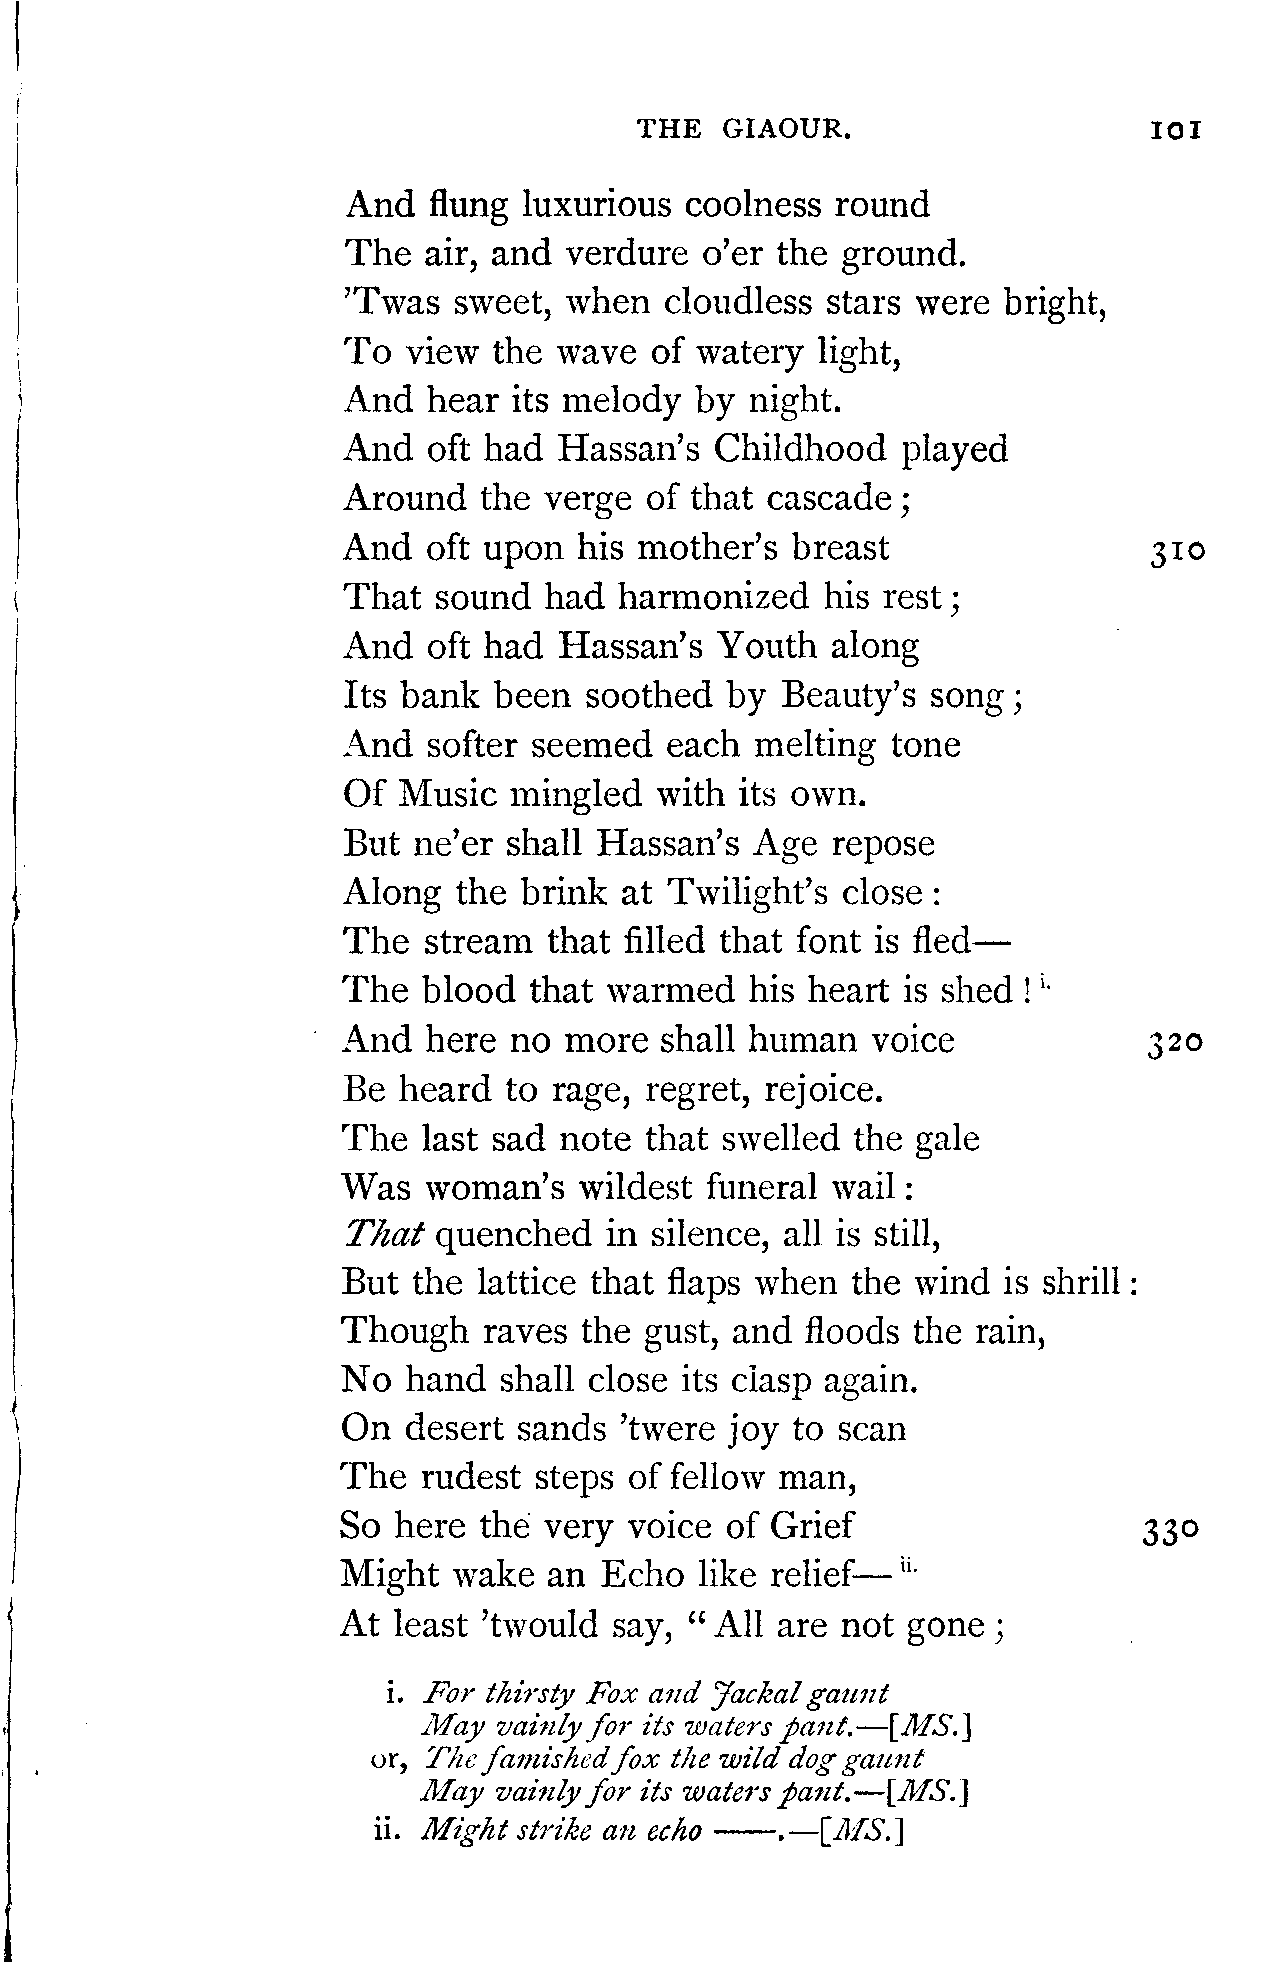 THE GIAOUR. 101
And flung luxurious coolness round
The air, and verdure o'er the ground.
'Twas sweet, when cloudless stars were bright,
To view the wave of watery light,
And hear its melody by night.
And oft had Hassan's Childhood played
Around the verge of that cascade;
And oft upon his mother's breast 310
That sound had harmonized his rest;
And oft had Hassan's Youth along
Its bank been soothed by Beauty's song;
And softer seemed each melting tone
Of Music mingled with its own.
But ne'er shall Hassan's Age repose
Along the brink at Twilight's close:
The stream that filled that font is fled—
The blood that warmed his heart is shed! i.
And here no more shall human voice 320
Be heard to rage, regret, rejoice.
The last sad note that swelled the gale
Was woman's wildest funeral wail:
That quenched in silence, all is still,
But the lattice that flaps when the wind is shrill:
Though raves the gust, and floods the rain,
No hand shall close its clasp again.
On desert sands 'twere joy to scan
The rudest steps of fellow man,
So here the very voice of Grief 330
Might wake an Echo like relief— ii.
At least 'twould say, "All are not gone;
i. For thirsty Fox and Jackal gaunt
May vainly for its waters pant.—[MS.]
or, The famished fox the wild dog gaunt
May vainly for its waters pant.—[MS.]
ii. Might strike an echo ——.—[MS.]